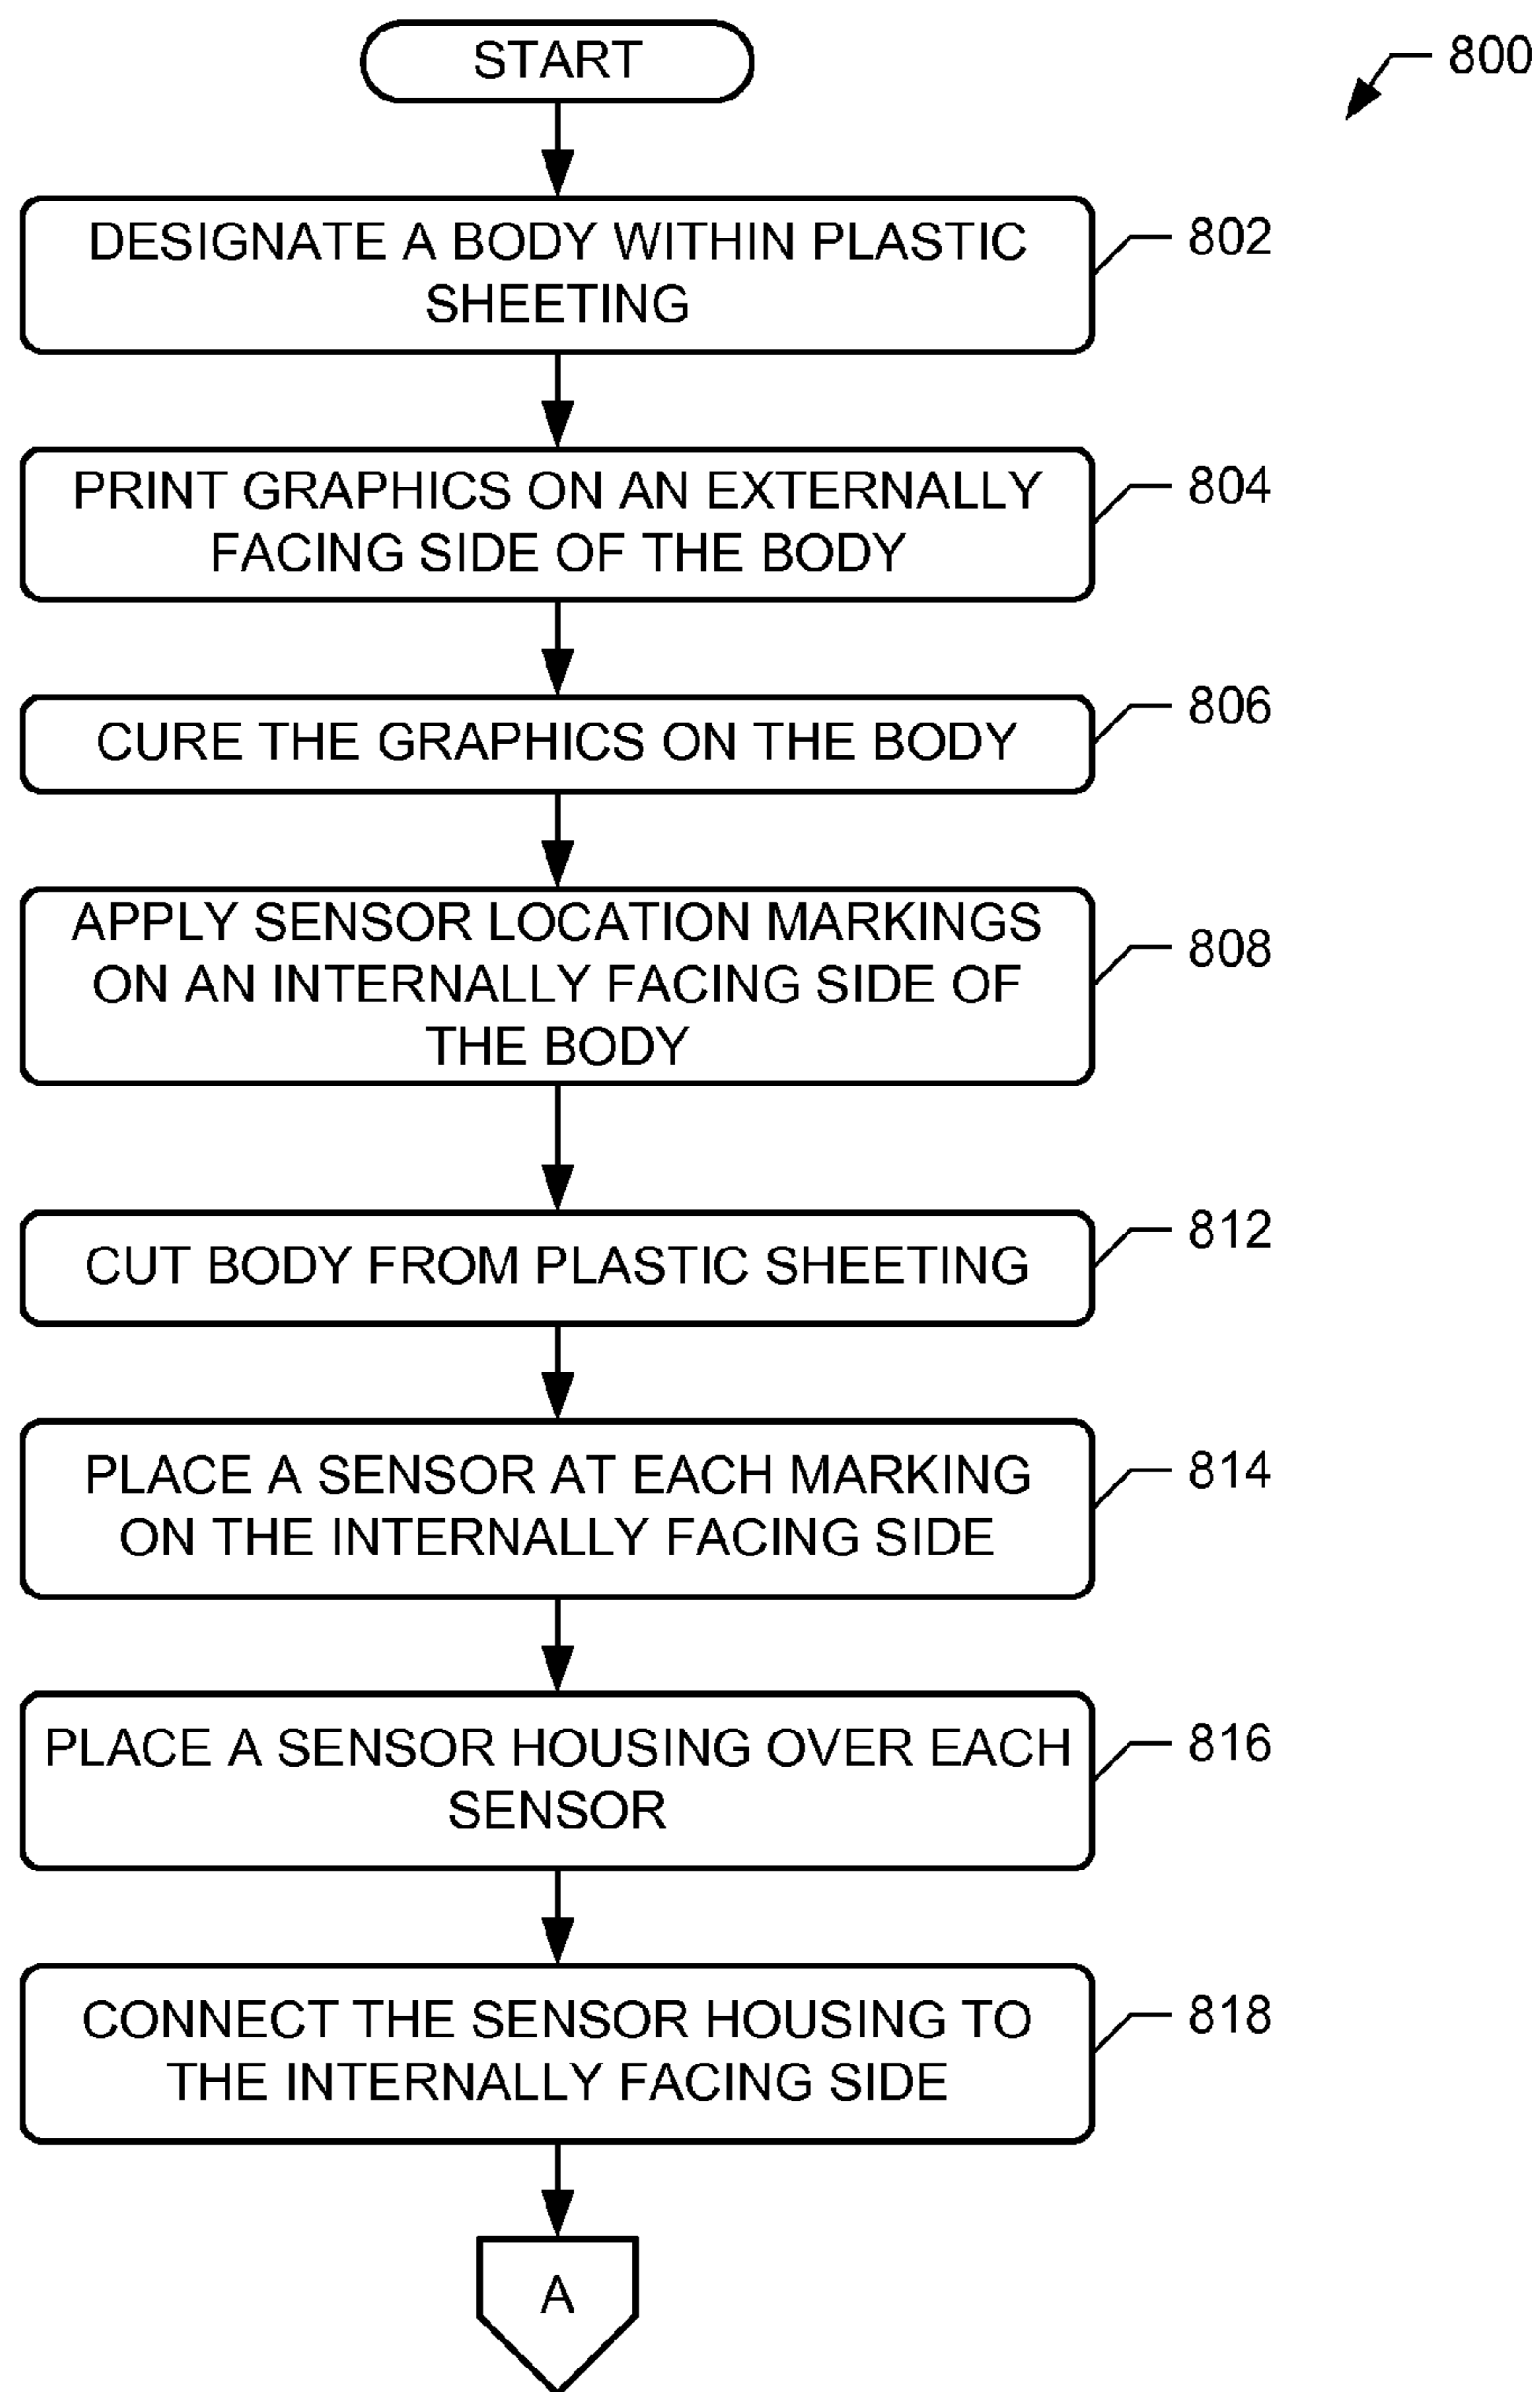 START
800
DESIGNATE A BODY WITHIN PLASTIC
SHEETING
802
PRINT GRAPHICS ON AN EXTERNALLY
FACING SIDE OF THE BODY
804
CURE THE GRAPHICS ON THE BODY
806
APPLY SENSOR LOCATION MARKINGS
ON AN INTERNALLY FACING SIDE OF
THE BODY
808
CUT BODY FROM PLASTIC SHEETING
812
PLACE A SENSOR AT EACH MARKING
ON THE INTERNALLY FACING SIDE
814
PLACE A SENSOR HOUSING OVER EACH
SENSOR
816
CONNECT THE SENSOR HOUSING TO
THE INTERNALLY FACING SIDE
818
A